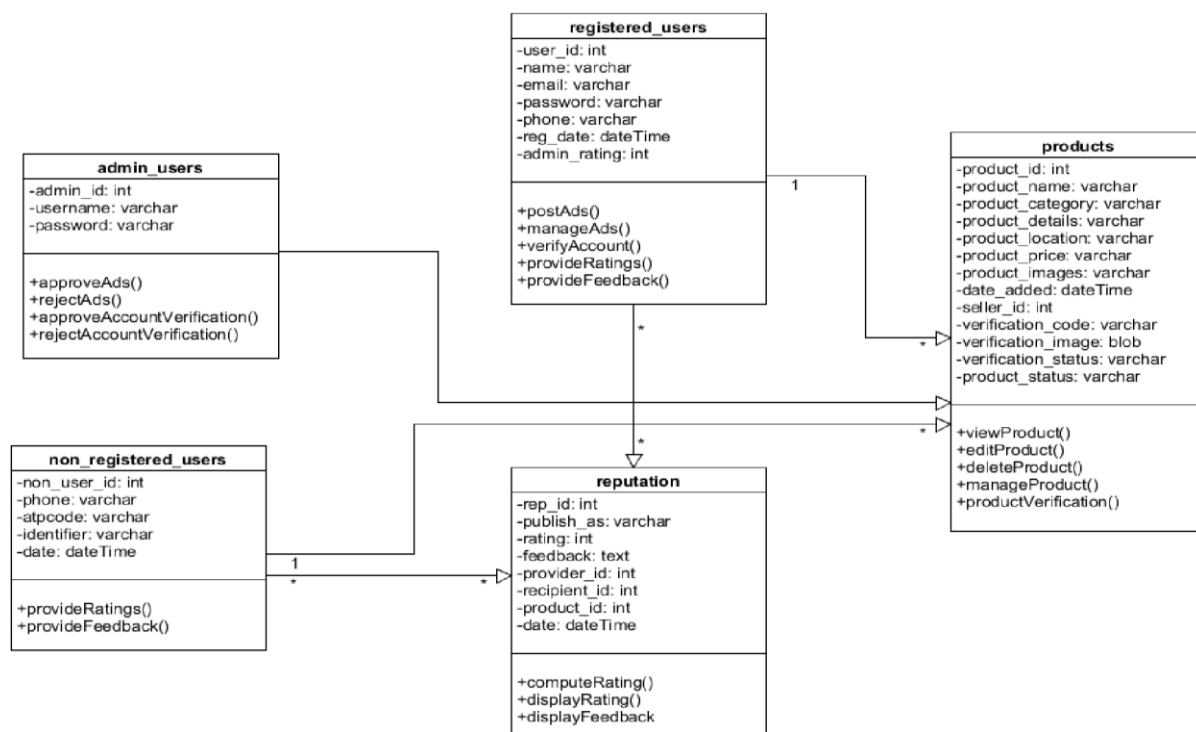 registered_users
-user_id: int
-name: varchar
-email: varchar
-password: varchar
-phone: varchar
-reg_date: dateTime
-admin_rating: int
+postAds()
+manageAds()
+verifyAccount()
+provideRatings()
+provideFeedback()
1
*
*
*
admin_users
-admin_id: int
-username: varchar
-password: varchar
+approveAds()
+rejectAds()
+approveAccountVerification()
+rejectAccountVerification()
products
-product_id: int
-product_name: varchar
-product_category: varchar
-product_details: varchar
-product_location: varchar
-product_price: varchar
-product_images: varchar
-date_added: dateTime
-seller_id: int
-verification_code: varchar
-verification_image: blob
-verification_status: varchar
-product_status: varchar
+viewProduct()
+editProduct()
+deleteProduct()
+manageProduct()
+productVerification()
non_registered_users
-non_user_id: int
-phone: varchar
-atpcode: varchar
-identifier: varchar
-date: dateTime
+provideRatings()
+provideFeedback()
1
*
*
*
reputation
-rep_id: int
-publish_as: varchar
-rating: int
-feedback: text
-provider_id: int
-recipient_id: int
-product_id: int
-date: dateTime
+computeRating()
+displayRating()
+displayFeedback